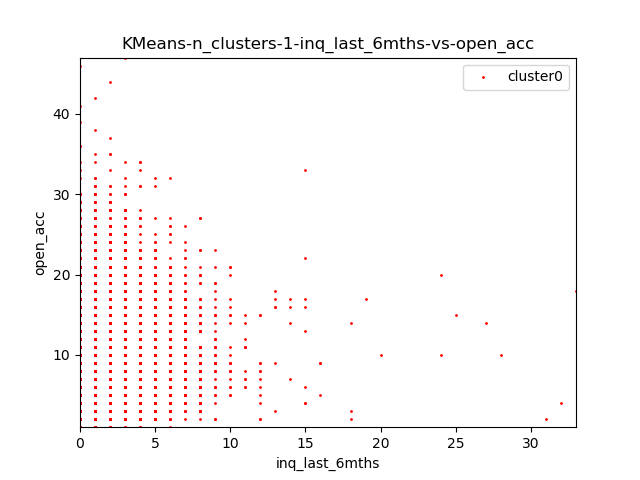 KMeans-n_clusters-1-inq_last_6mths-vs-open_acc
cluster0
40
30
20
10
open_acc
0 5 10 15 20 25 30
inq_last_6mths